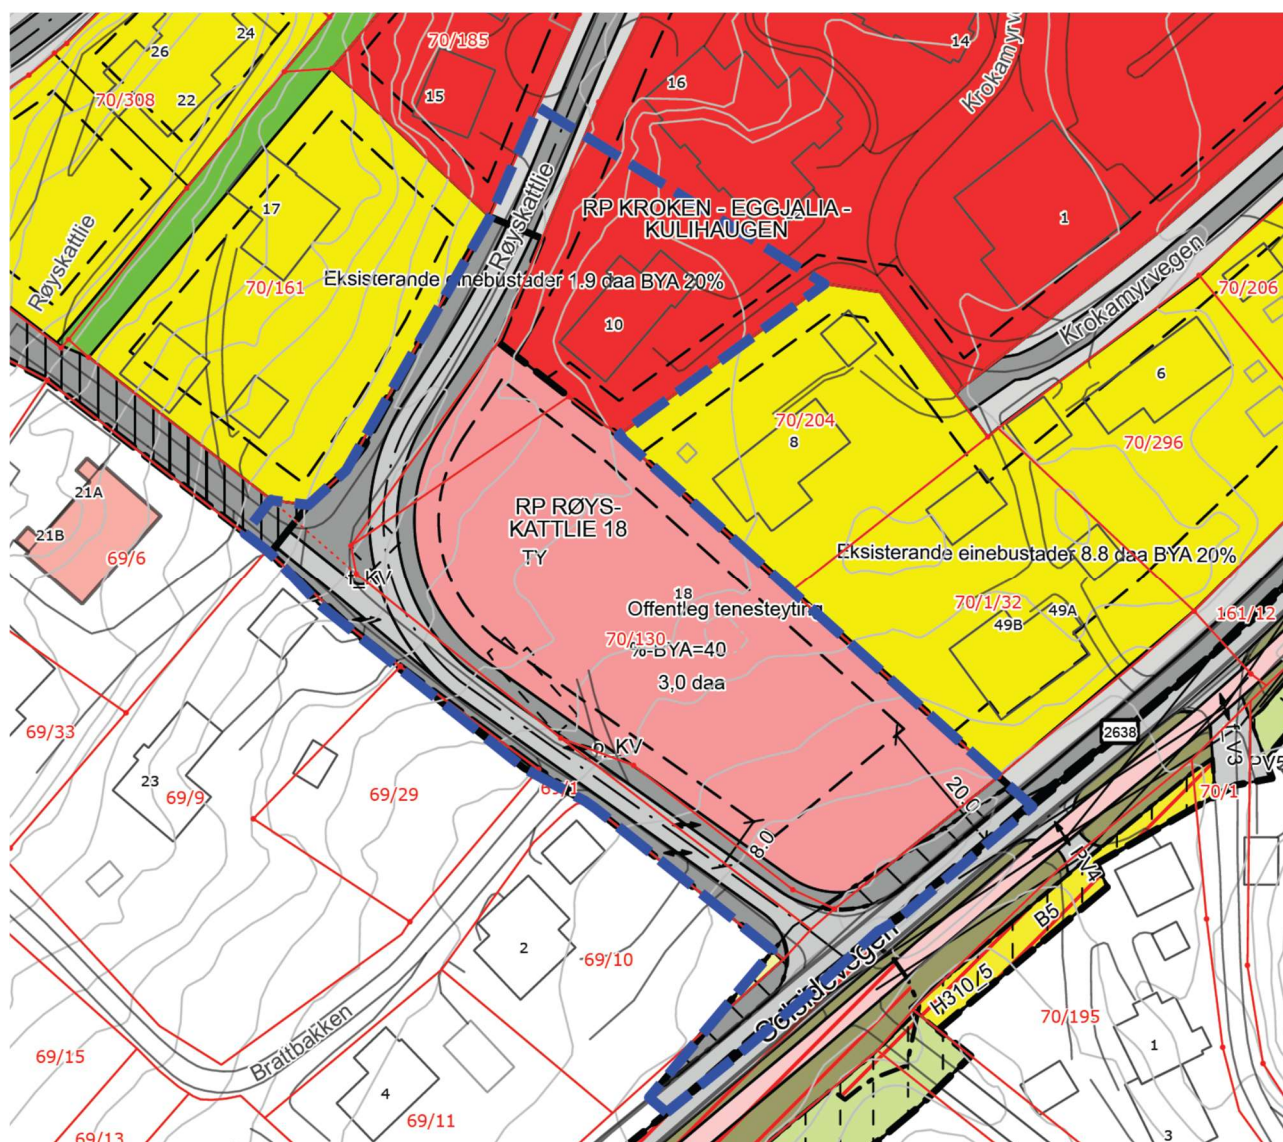 26
24
70/185
14
Krokamyrv
15
16
22
70/308
Røyskattlie
17
1
RP KROKEN - EGGJALIA -
KULIHAUGEN
Røyskattlie
Krokamyrvegen
70/206
70/161
Eksisterande einebustader 1.9 daa BYA 20%
10
6
70/204
8
70/296
21A
21B
69/6
RP RØYS-
KATTLIE 18
TY
Eksisterande einebustader 8.8 daa BYA 20%
f_KV
18
Offentleg tenesteyting
70/130
%-BYA=40
3,0 daa
70/1/32
49A
49B
161/12
69/33
2638
23
69/9
69/29
20.0
8.0
PV5
70/1
PV4
B5
2
69/10
H310_5
70/195
69/15
Brattbakken
4
1
69/11
69/13
3